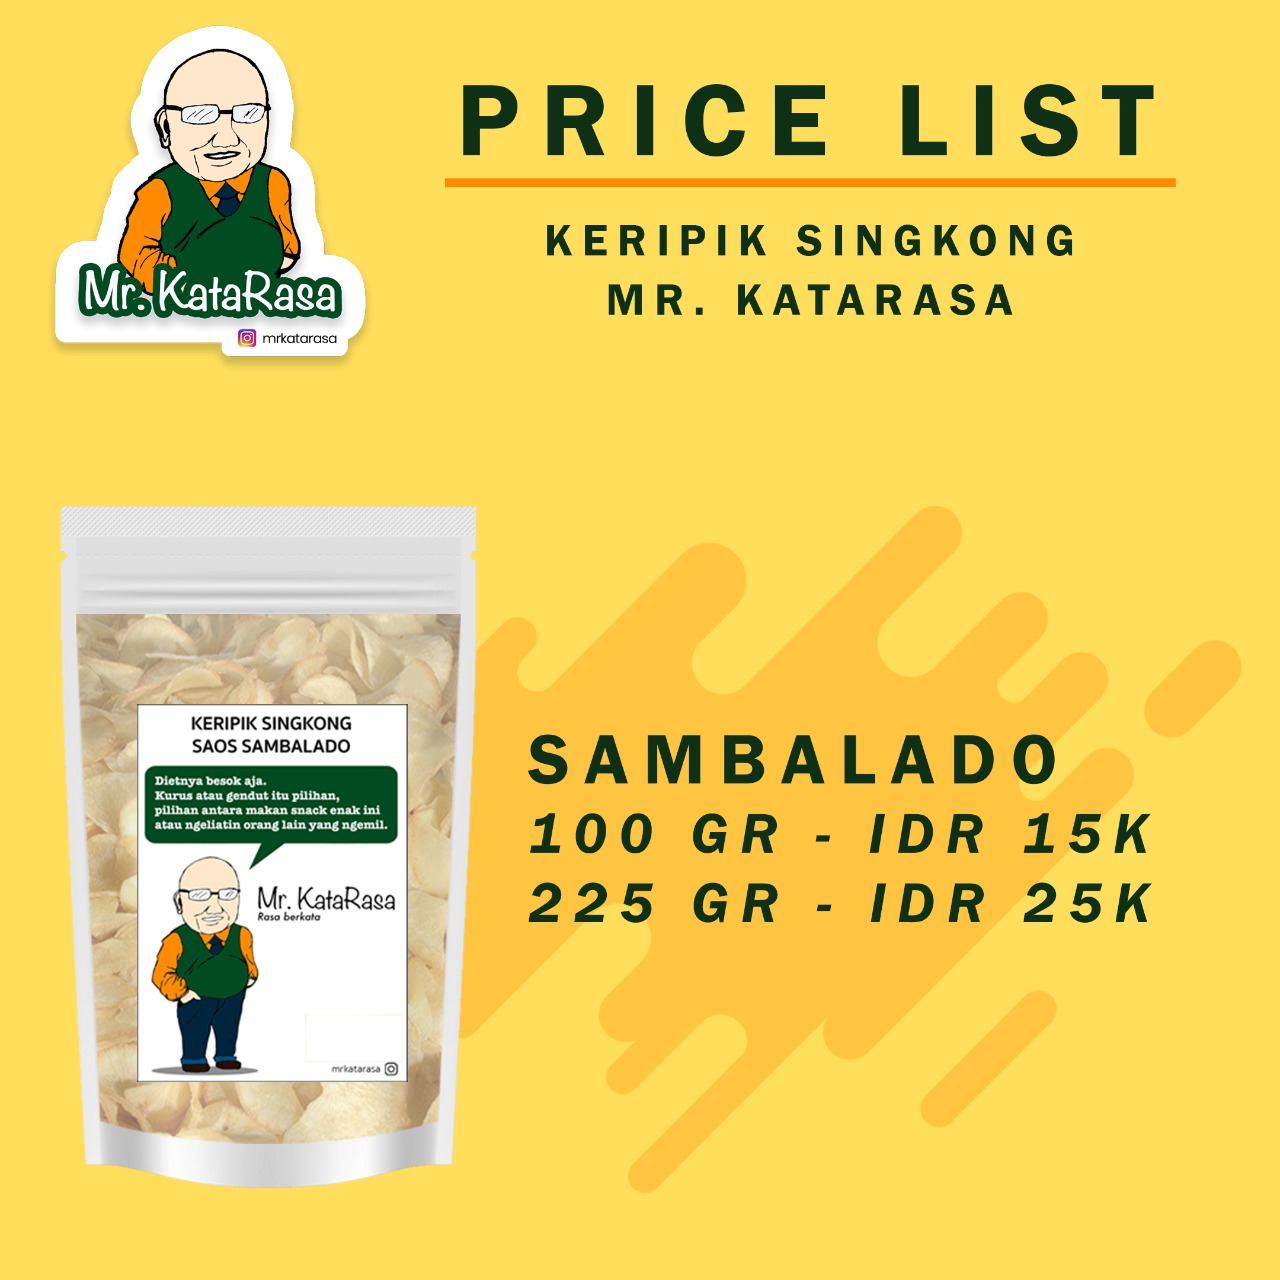 PRICE LIST
KERIPIK SINGKONG
MR. KATARASA
Mr. KataRasa
mrkatarasa
KERIPIK SINGKONG
SAOS SAMBALADO
Dietnya besok aja.
Kurus atau gendut itu pilihan,
pilihan antara makan snack enak ini
atau ngeliatin orang lain yang ngemil.
Mr. KataRasa
Rasa berkata
mrkatarasa
SAMBALADO
100 GR - IDR 15K
225 GR - IDR 25K